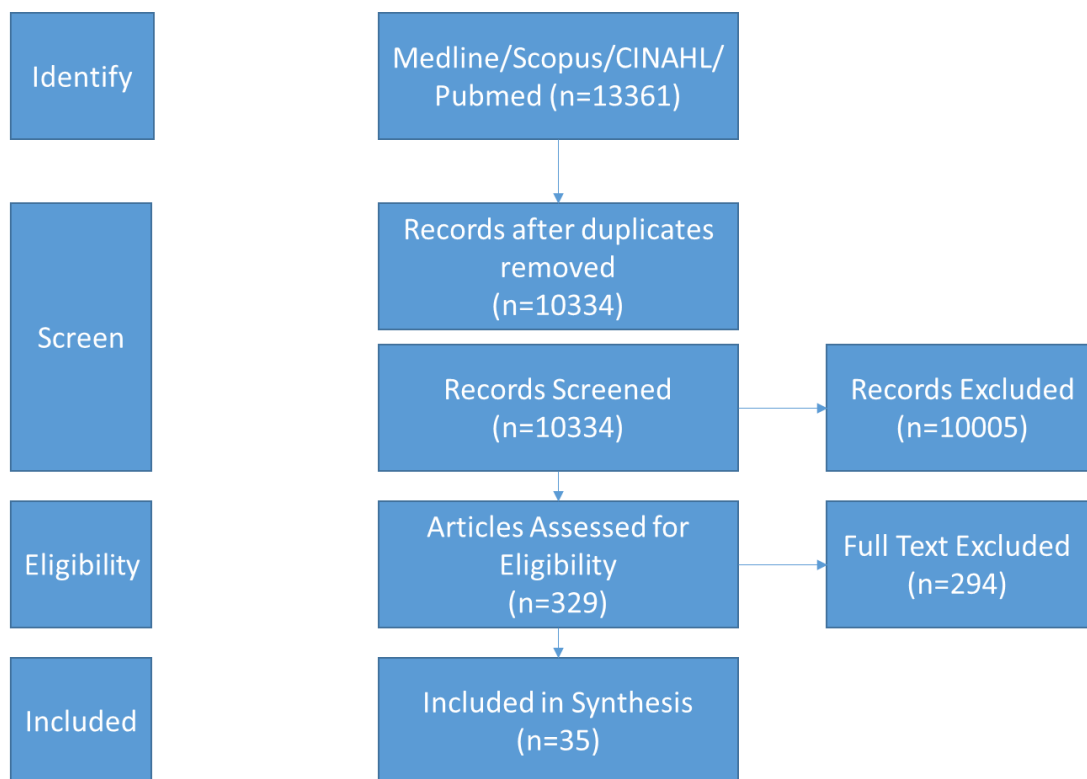 Identify
Medline/Scopus/CINAHL/
Pubmed (n=13361)
Screen
Records after duplicates
removed
(n=10334)
Records Screened
(n=10334)
Records Excluded
(n=10005)
Eligibility
Articles Assessed for
Eligibility
(n=329)
Full Text Excluded
(n=294)
Included
Included in Synthesis
(n=35)